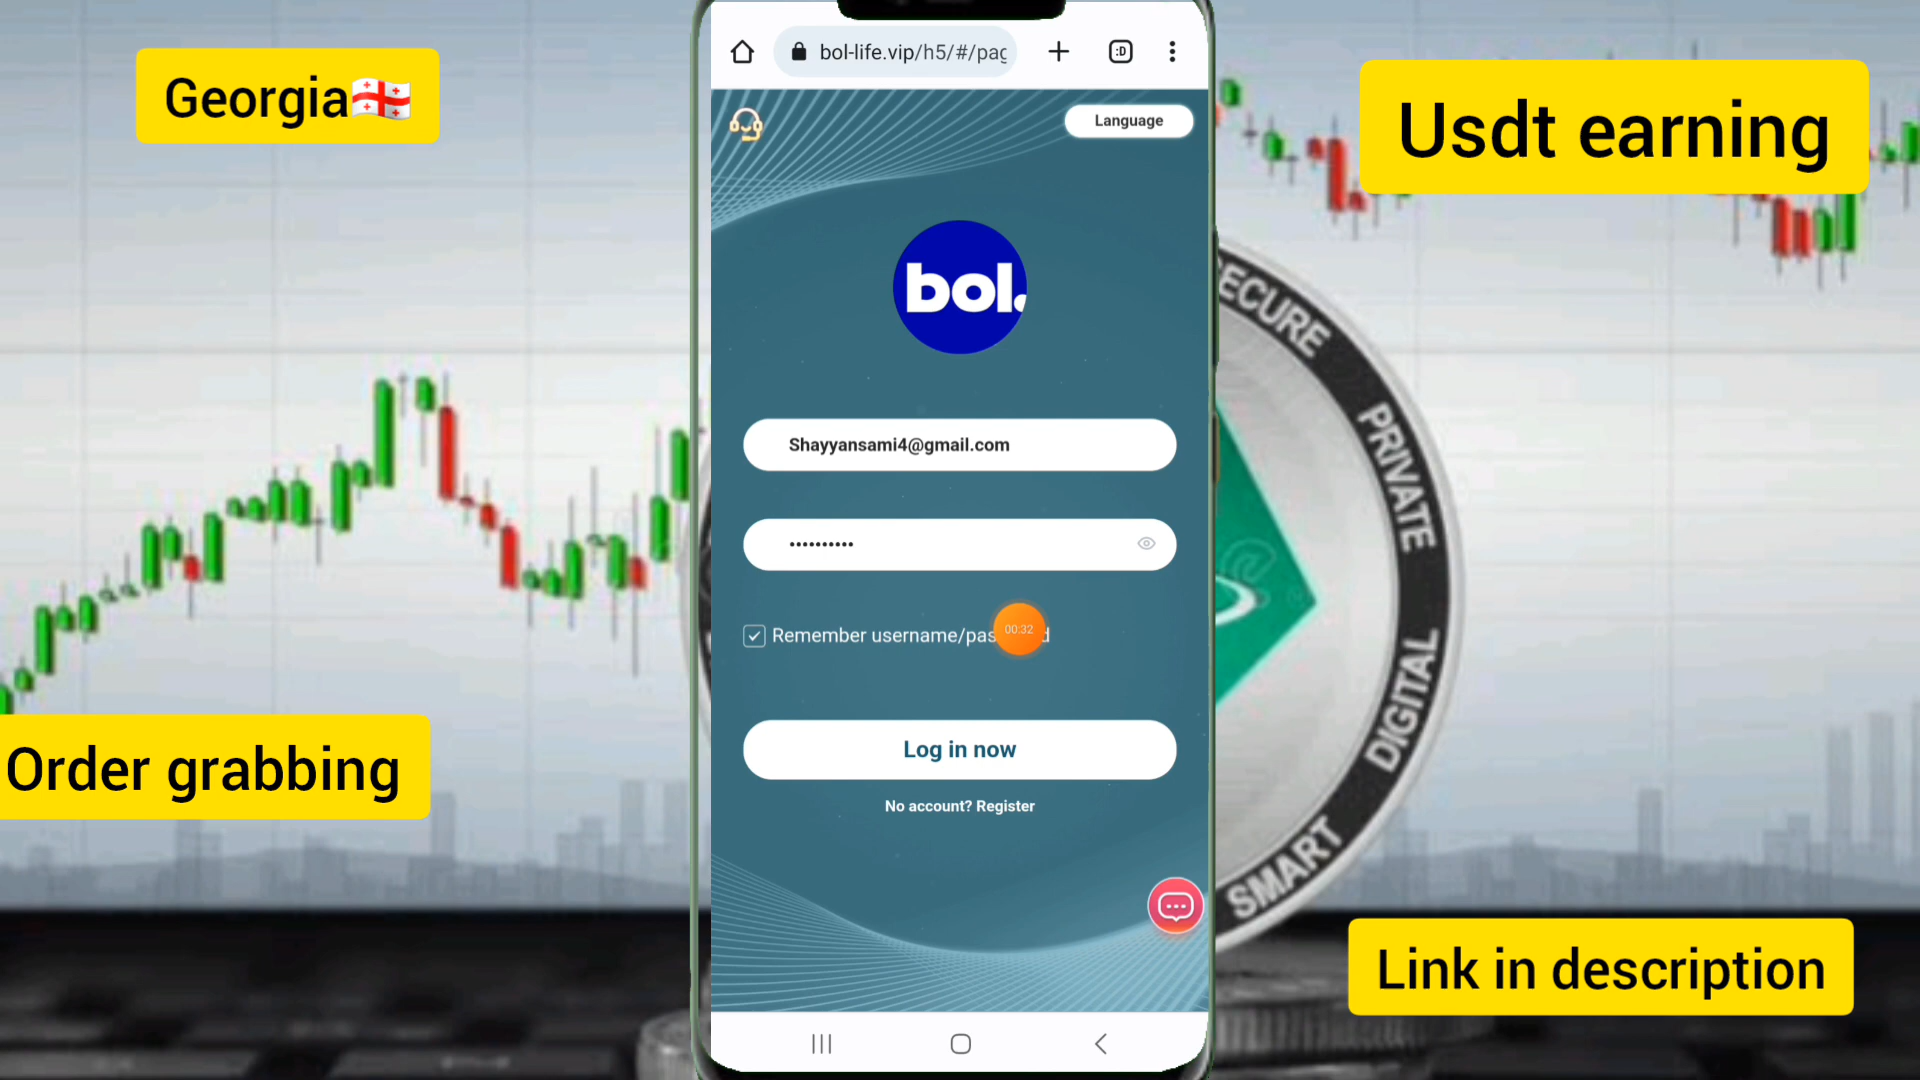 Georgia🇬🇪
Usdt earning
bol-life.vip/h5/#/pag
:D
Language
bol.
Shayyansami4@gmail.com
••••••••••
Remember username/pas
00:32
d
Log in now
No account? Register
Order grabbing
Link in description
SECURE
PRIVATE
DIGITAL
SMART